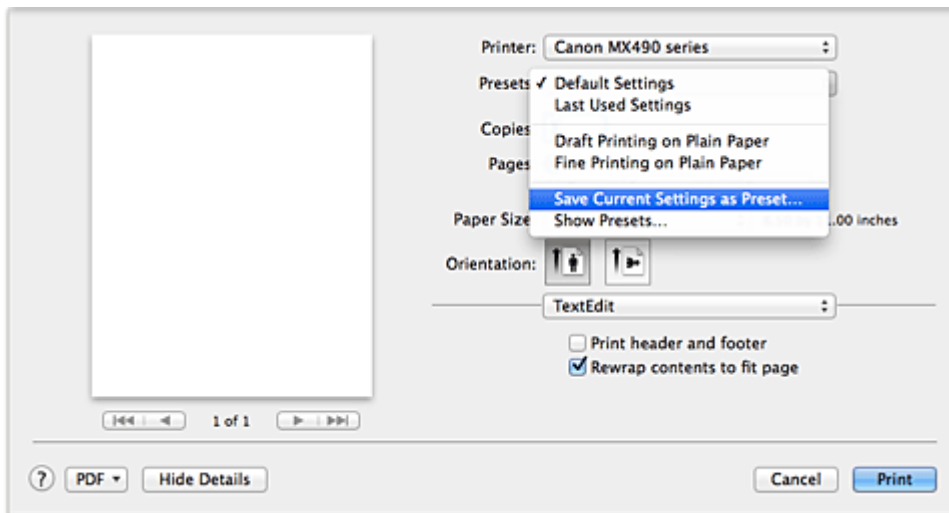 Printer: Canon MX490 series
Presets ✓ Default Settings
Last Used Settings
Copies
Draft Printing on Plain Paper
Pages Fine Printing on Plain Paper
Save Current Settings as Preset...
Paper Size Show Presets... .00 inches
Orientation:
TextEdit
Print header and footer
Rewrap contents to fit page
1 of 1
? PDF Hide Details Cancel Print